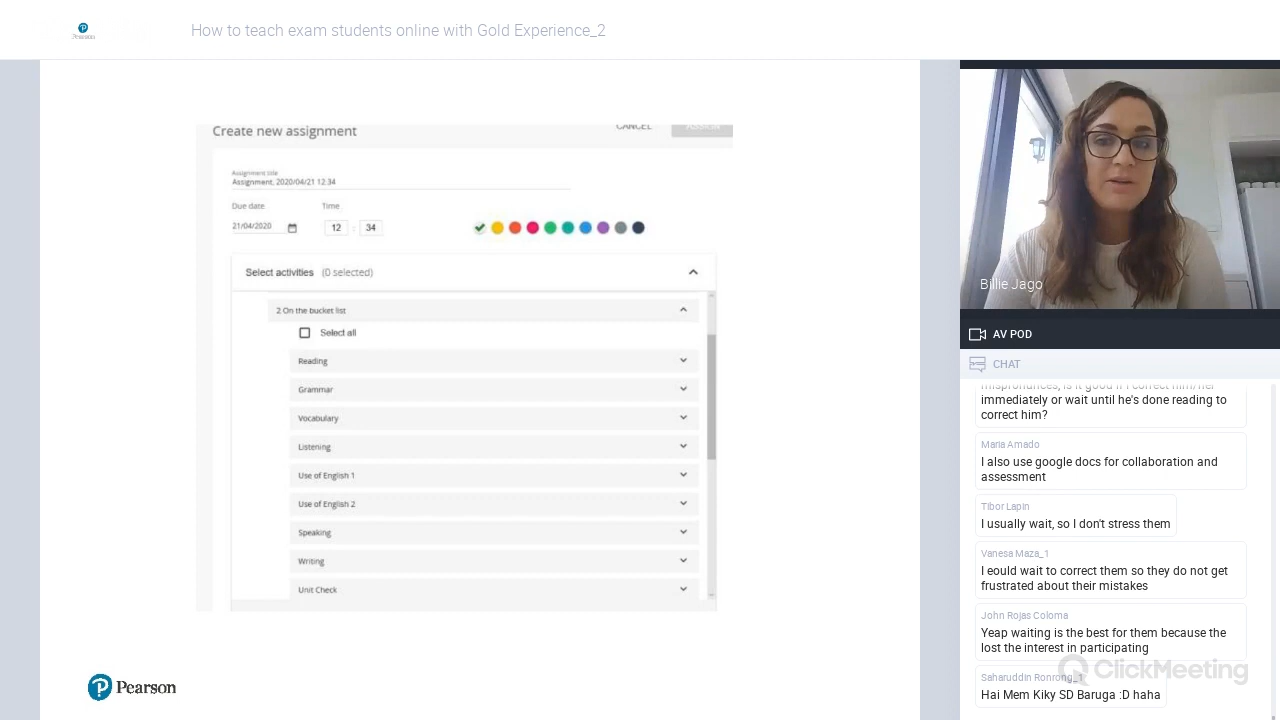 Pearson
How to teach exam students online with Gold Experience_2
Create new assignment
CANCEL
ASSIGN
Assignment title
Assignment, 2020/04/21 12:34
Due date
Time
21/04/2020
12 : 34
Select activities (0 selected)
2 On the bucket list
Select all
Reading
Grammar
Vocabulary
Listening
Use of English 1
Use of English 2
Speaking
Writing
Unit Check
Pearson
Billie Jago
AV POD
CHAT
mispronunces, is it good if I correct him/her
immediately or wait until he's done reading to
correct him?
Maria Amado
I also use google docs for collaboration and
assessment
Tibor Lapin
I usually wait, so I don't stress them
Vanesa Maza_1
I eould wait to correct them so they do not get
frustrated about their mistakes
John Rojas Coloma
Yeap waiting is the best for them because the
lost the interest in participating
Saharuddin Ronrong_1
Hai Mem Kiky SD Baruga :D haha
ClickMeeting